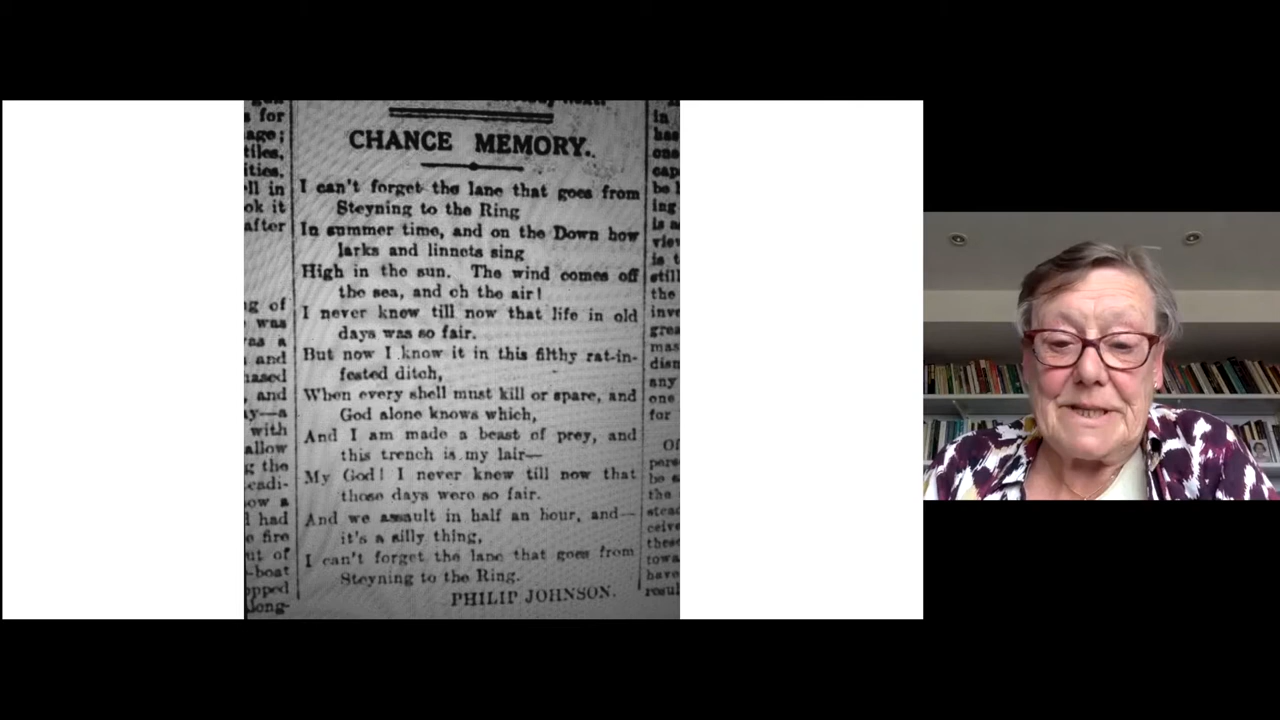 CHANCE MEMORY.
I can't forget the lane that goes from
Steyning to the Ring
In summer time, and on the Down how
larks and linnets sing
High in the sun. The wind comes off
the sea, and oh the air!
I never knew till now that life in old
days was so fair.
But now I know it in this filthy rat-in-
fested ditch,
When every shell must kill or spare, and
God alone knows which,
And I am made a beast of prey, and
this trench is my lair—
My God! I never knew till now that
those days were so fair.
And we assault in half an hour, and—
it's a silly thing,
I can't forget the lane that goes from
Steyning to the Ring.
PHILIP JOHNSON.